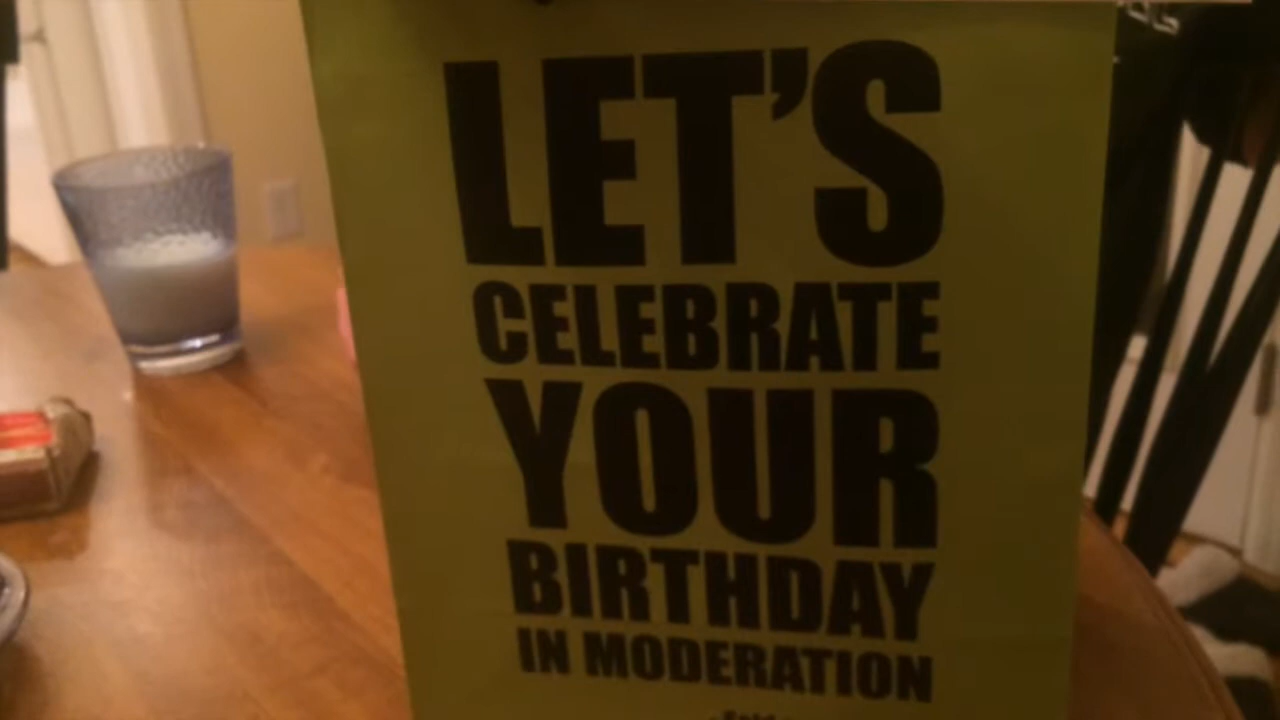 LET'S
CELEBRATE
YOUR
BIRTHDAY
IN MODERATION